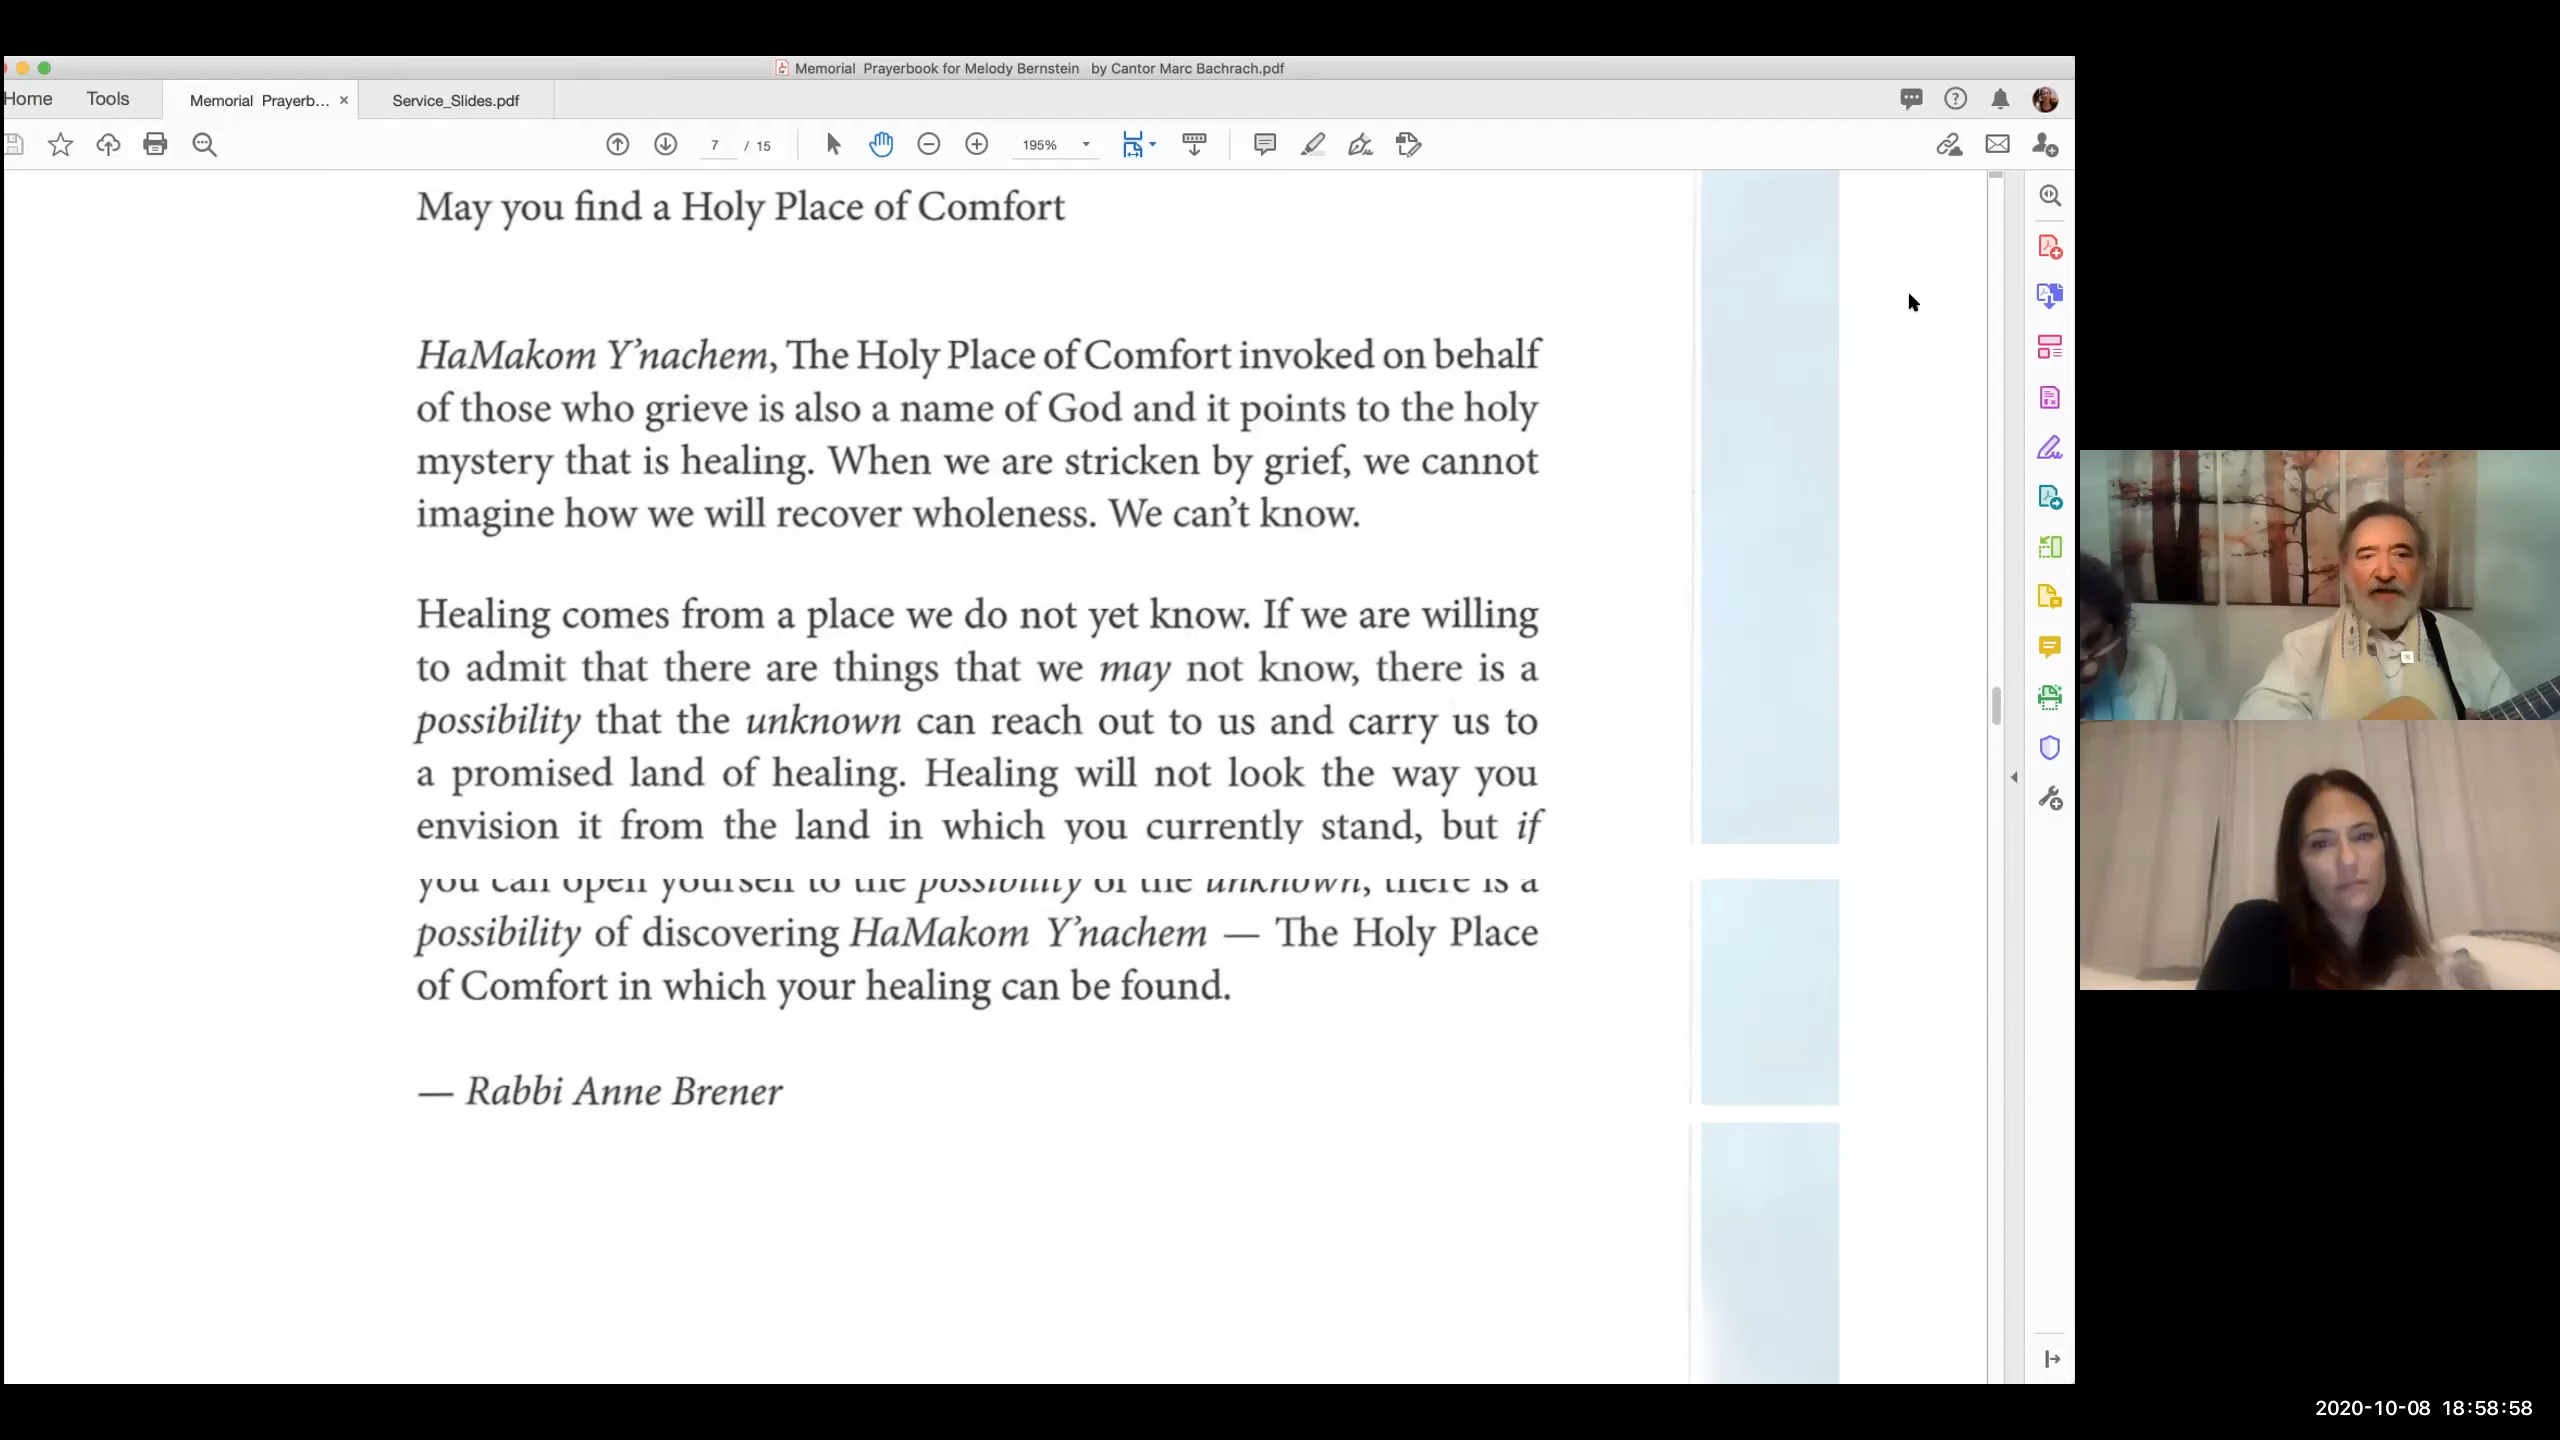 Memorial Prayerbook for Melody Bernstein by Cantor Marc Bachrach.pdf
Home Tools Memorial Prayerb... × Service_Slides.pdf
7 / 15 195%
May you find a Holy Place of Comfort
HaMakom Y’nachem, The Holy Place of Comfort invoked on behalf
of those who grieve is also a name of God and it points to the holy
mystery that is healing. When we are stricken by grief, we cannot
imagine how we will recover wholeness. We can’t know.
Healing comes from a place we do not yet know. If we are willing
to admit that there are things that we may not know, there is a
possibility that the unknown can reach out to us and carry us to
a promised land of healing. Healing will not look the way you
envision it from the land in which you currently stand, but if
you can open yourself to the possibility of the unknown, there is a
possibility of discovering HaMakom Y’nachem — The Holy Place
of Comfort in which your healing can be found.
— Rabbi Anne Brener
2020-10-08 18:58:58